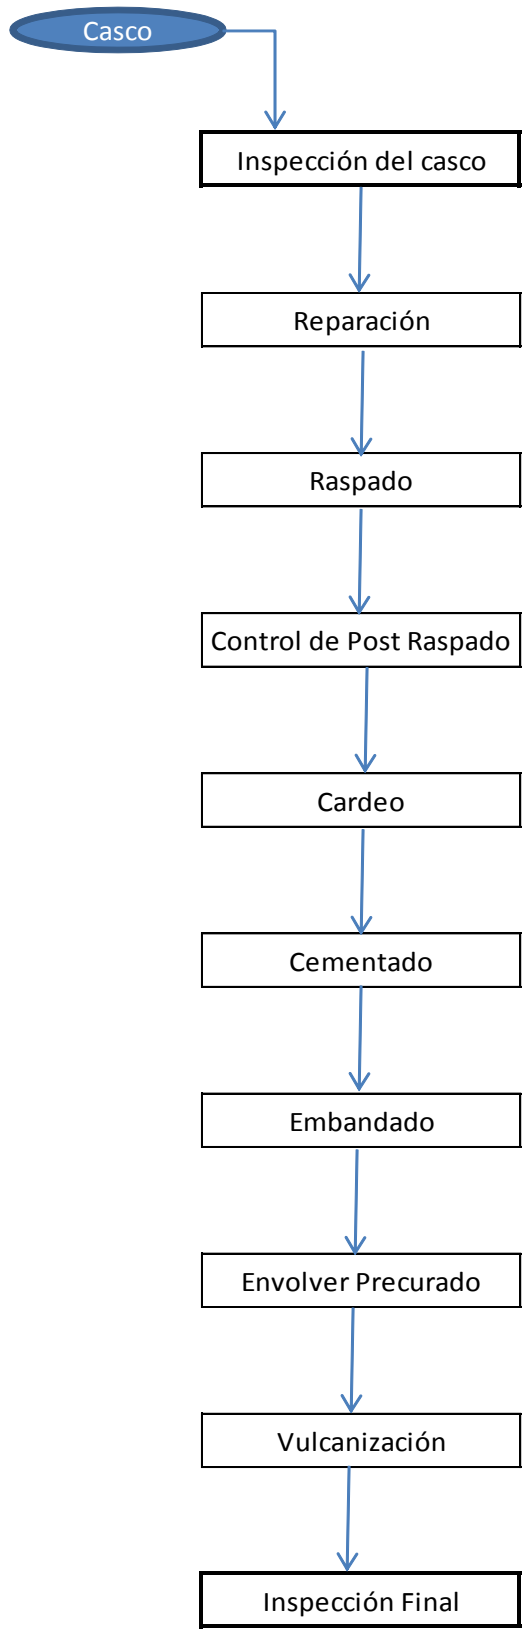 Casco
Inspección del casco
Reparación
Raspado
Control de Post Raspado
Cardeo
Cementado
Embandado
Envolver Precurado
Vulcanización
Inspección Final